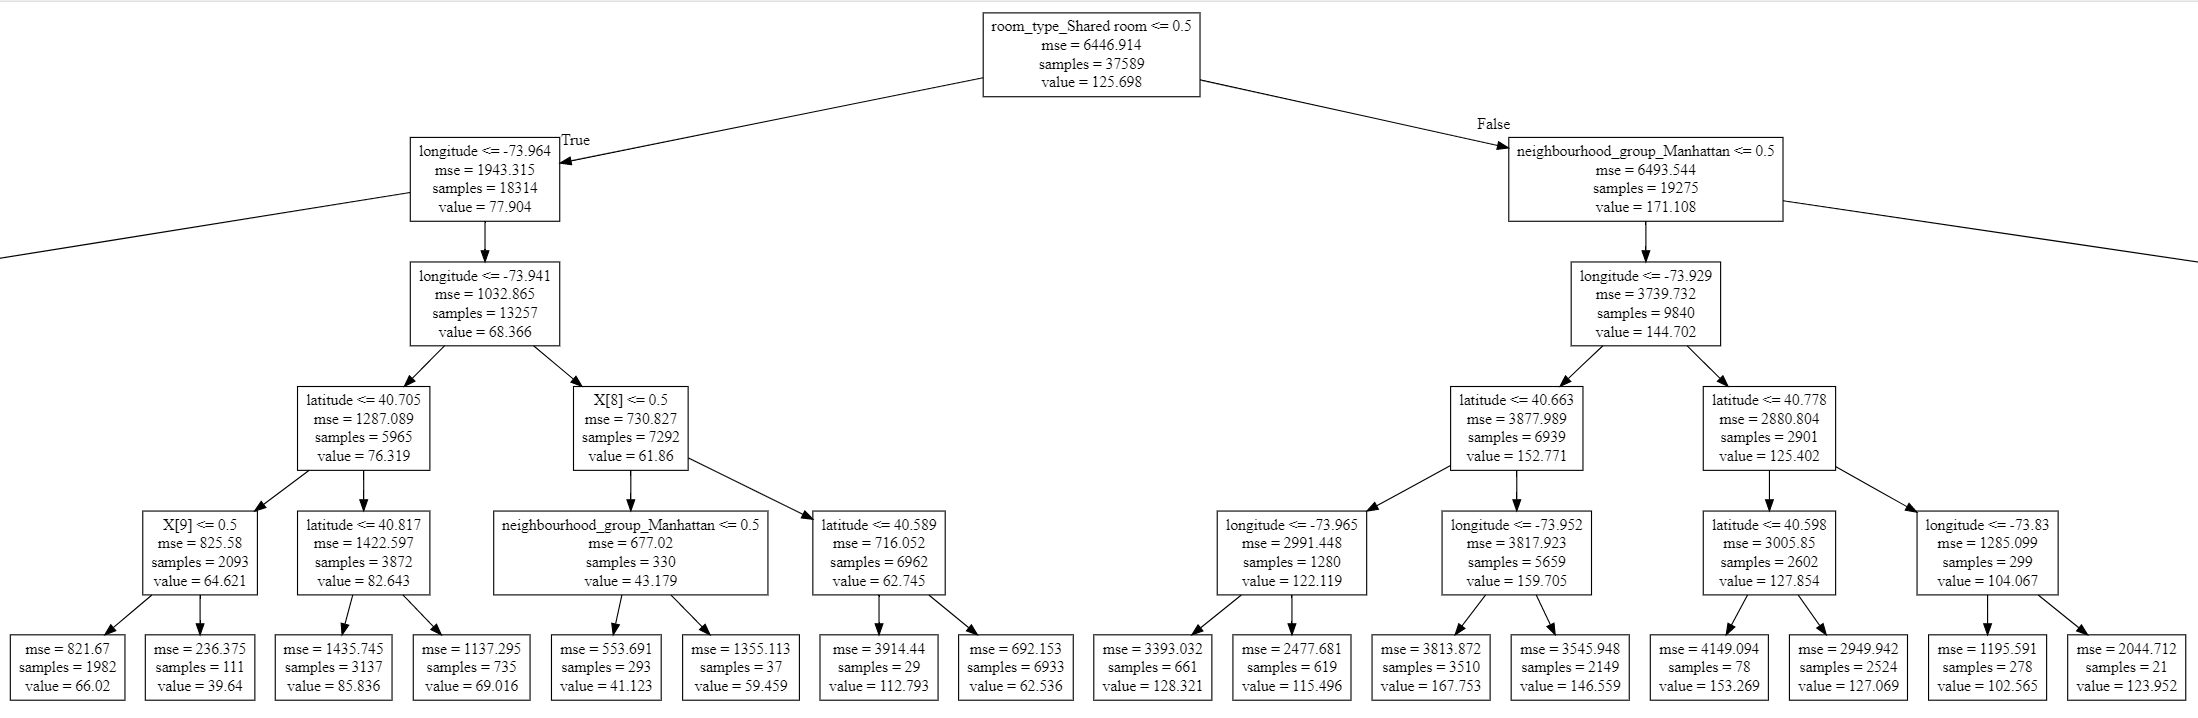 room_type_Shared room <= 0.5
mse = 6446.914
samples = 37589
value = 125.698
True
False
longitude <= -73.964
mse = 1943.315
samples = 18314
value = 77.904
neighbourhood_group_Manhattan <= 0.5
mse = 6493.544
samples = 19275
value = 171.108
longitude <= -73.941
mse = 1032.865
samples = 13257
value = 68.366
longitude <= -73.929
mse = 3739.732
samples = 9840
value = 144.702
latitude <= 40.705
mse = 1287.089
samples = 5965
value = 76.319
X[8] <= 0.5
mse = 730.827
samples = 7292
value = 61.86
latitude <= 40.663
mse = 3877.989
samples = 6939
value = 152.771
latitude <= 40.778
mse = 2880.804
samples = 2901
value = 125.402
X[9] <= 0.5
mse = 825.58
samples = 2093
value = 64.621
latitude <= 40.817
mse = 1422.597
samples = 3872
value = 82.643
neighbourhood_group_Manhattan <= 0.5
mse = 677.02
samples = 330
value = 43.179
latitude <= 40.589
mse = 716.052
samples = 6962
value = 62.745
longitude <= -73.965
mse = 2991.448
samples = 1280
value = 122.119
longitude <= -73.952
mse = 3817.923
samples = 5659
value = 159.705
latitude <= 40.598
mse = 3005.85
samples = 2602
value = 127.854
longitude <= -73.83
mse = 1285.099
samples = 299
value = 104.067
mse = 821.67
samples = 1982
value = 66.02
mse = 236.375
samples = 111
value = 39.64
mse = 1435.745
samples = 3137
value = 85.836
mse = 1137.295
samples = 735
value = 69.016
mse = 553.691
samples = 293
value = 41.123
mse = 1355.113
samples = 37
value = 59.459
mse = 3914.44
samples = 29
value = 112.793
mse = 692.153
samples = 6933
value = 62.536
mse = 3393.032
samples = 661
value = 128.321
mse = 2477.681
samples = 619
value = 115.496
mse = 3813.872
samples = 3510
value = 167.753
mse = 3545.948
samples = 2149
value = 146.559
mse = 4149.094
samples = 78
value = 153.269
mse = 2949.942
samples = 2524
value = 127.069
mse = 1195.591
samples = 278
value = 102.565
mse = 2044.712
samples = 21
value = 123.952